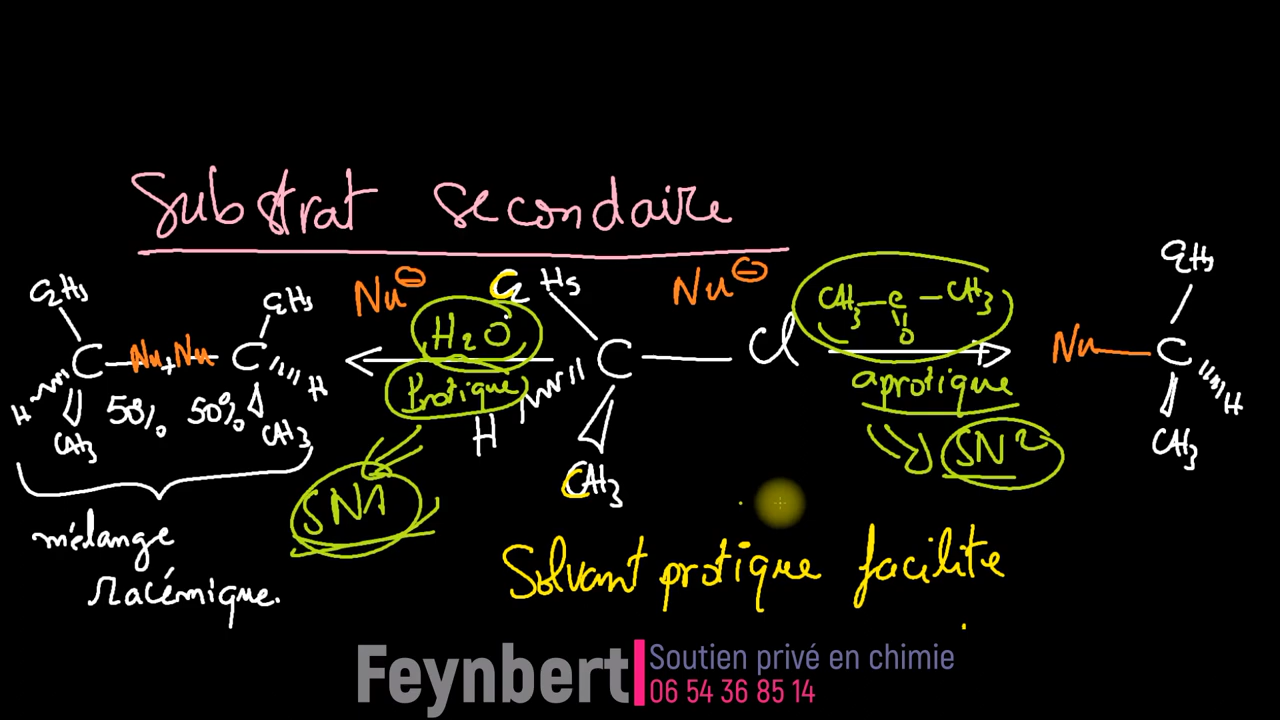 Substrat secondaire
Nu⊖
C2H5
Nu⊖
C2H5
C2H5
C2H5
H2O
CH3—C—CH3
O
C—Nu + Nu—C
C—Cl
Nu—C
Protique
aprotique
H
50%
50%
H
H
H
CH3
CH3
CH3
CH3
SN1
SN2
mélange
racémique.
Solvant protique facilite
Feynbert
Soutien privé en chimie
06 54 36 85 14